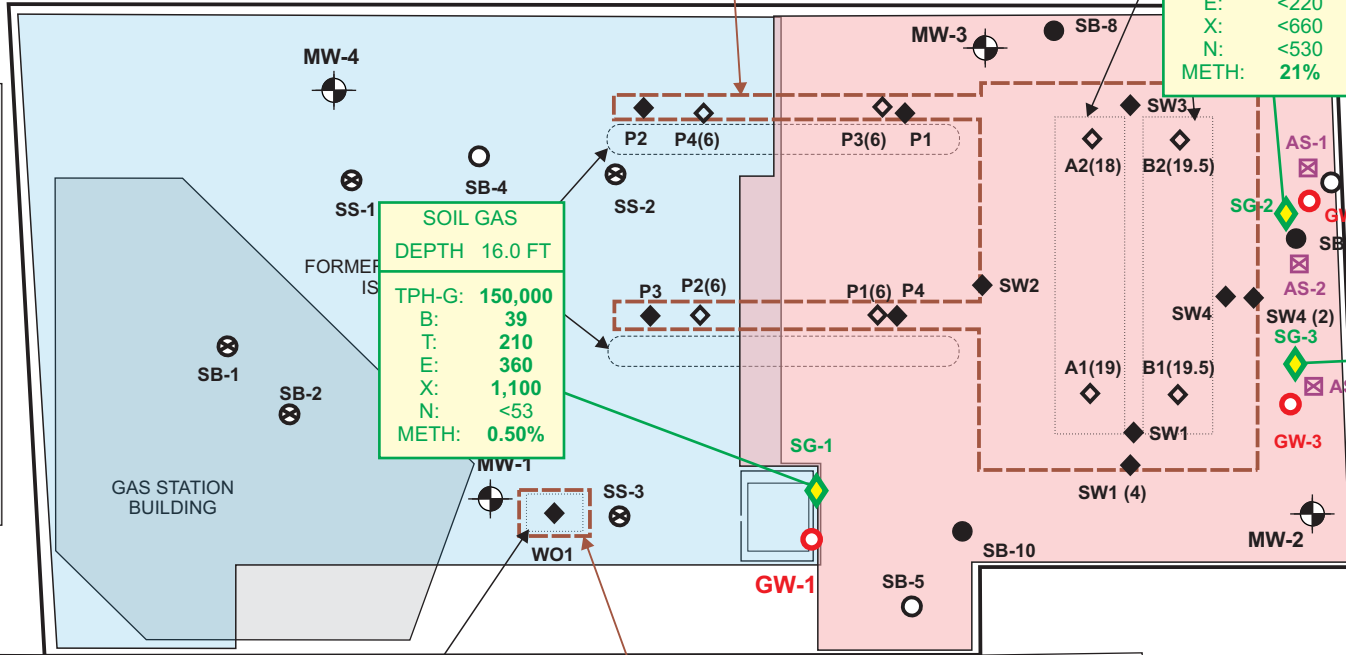 E: <220
X: <660
N: <530
METH: 21%
SB-8
MW-3
MW-4
SW3
P2
P4(6)
P3(6)
P1
AS-1
A2(18)
B2(19.5)
SB-4
SS-1
SS-2
SG-2
SOIL GAS
DEPTH 16.0 FT
SB
FORMER
IS
P3
P2(6)
P1(6)
P4
SW2
AS-2
TPH-G: 150,000
B: 39
T: 210
E: 360
X: 1,100
N: <53
METH: 0.50%
SW4
SW4 (2)
SG-3
SB-1
A1(19)
B1(19.5)
SB-2
SW1
SG-1
GW-3
MW-1
GAS STATION
BUILDING
SS-3
SW1 (4)
MW-2
WO1
SB-10
GW-1
SB-5